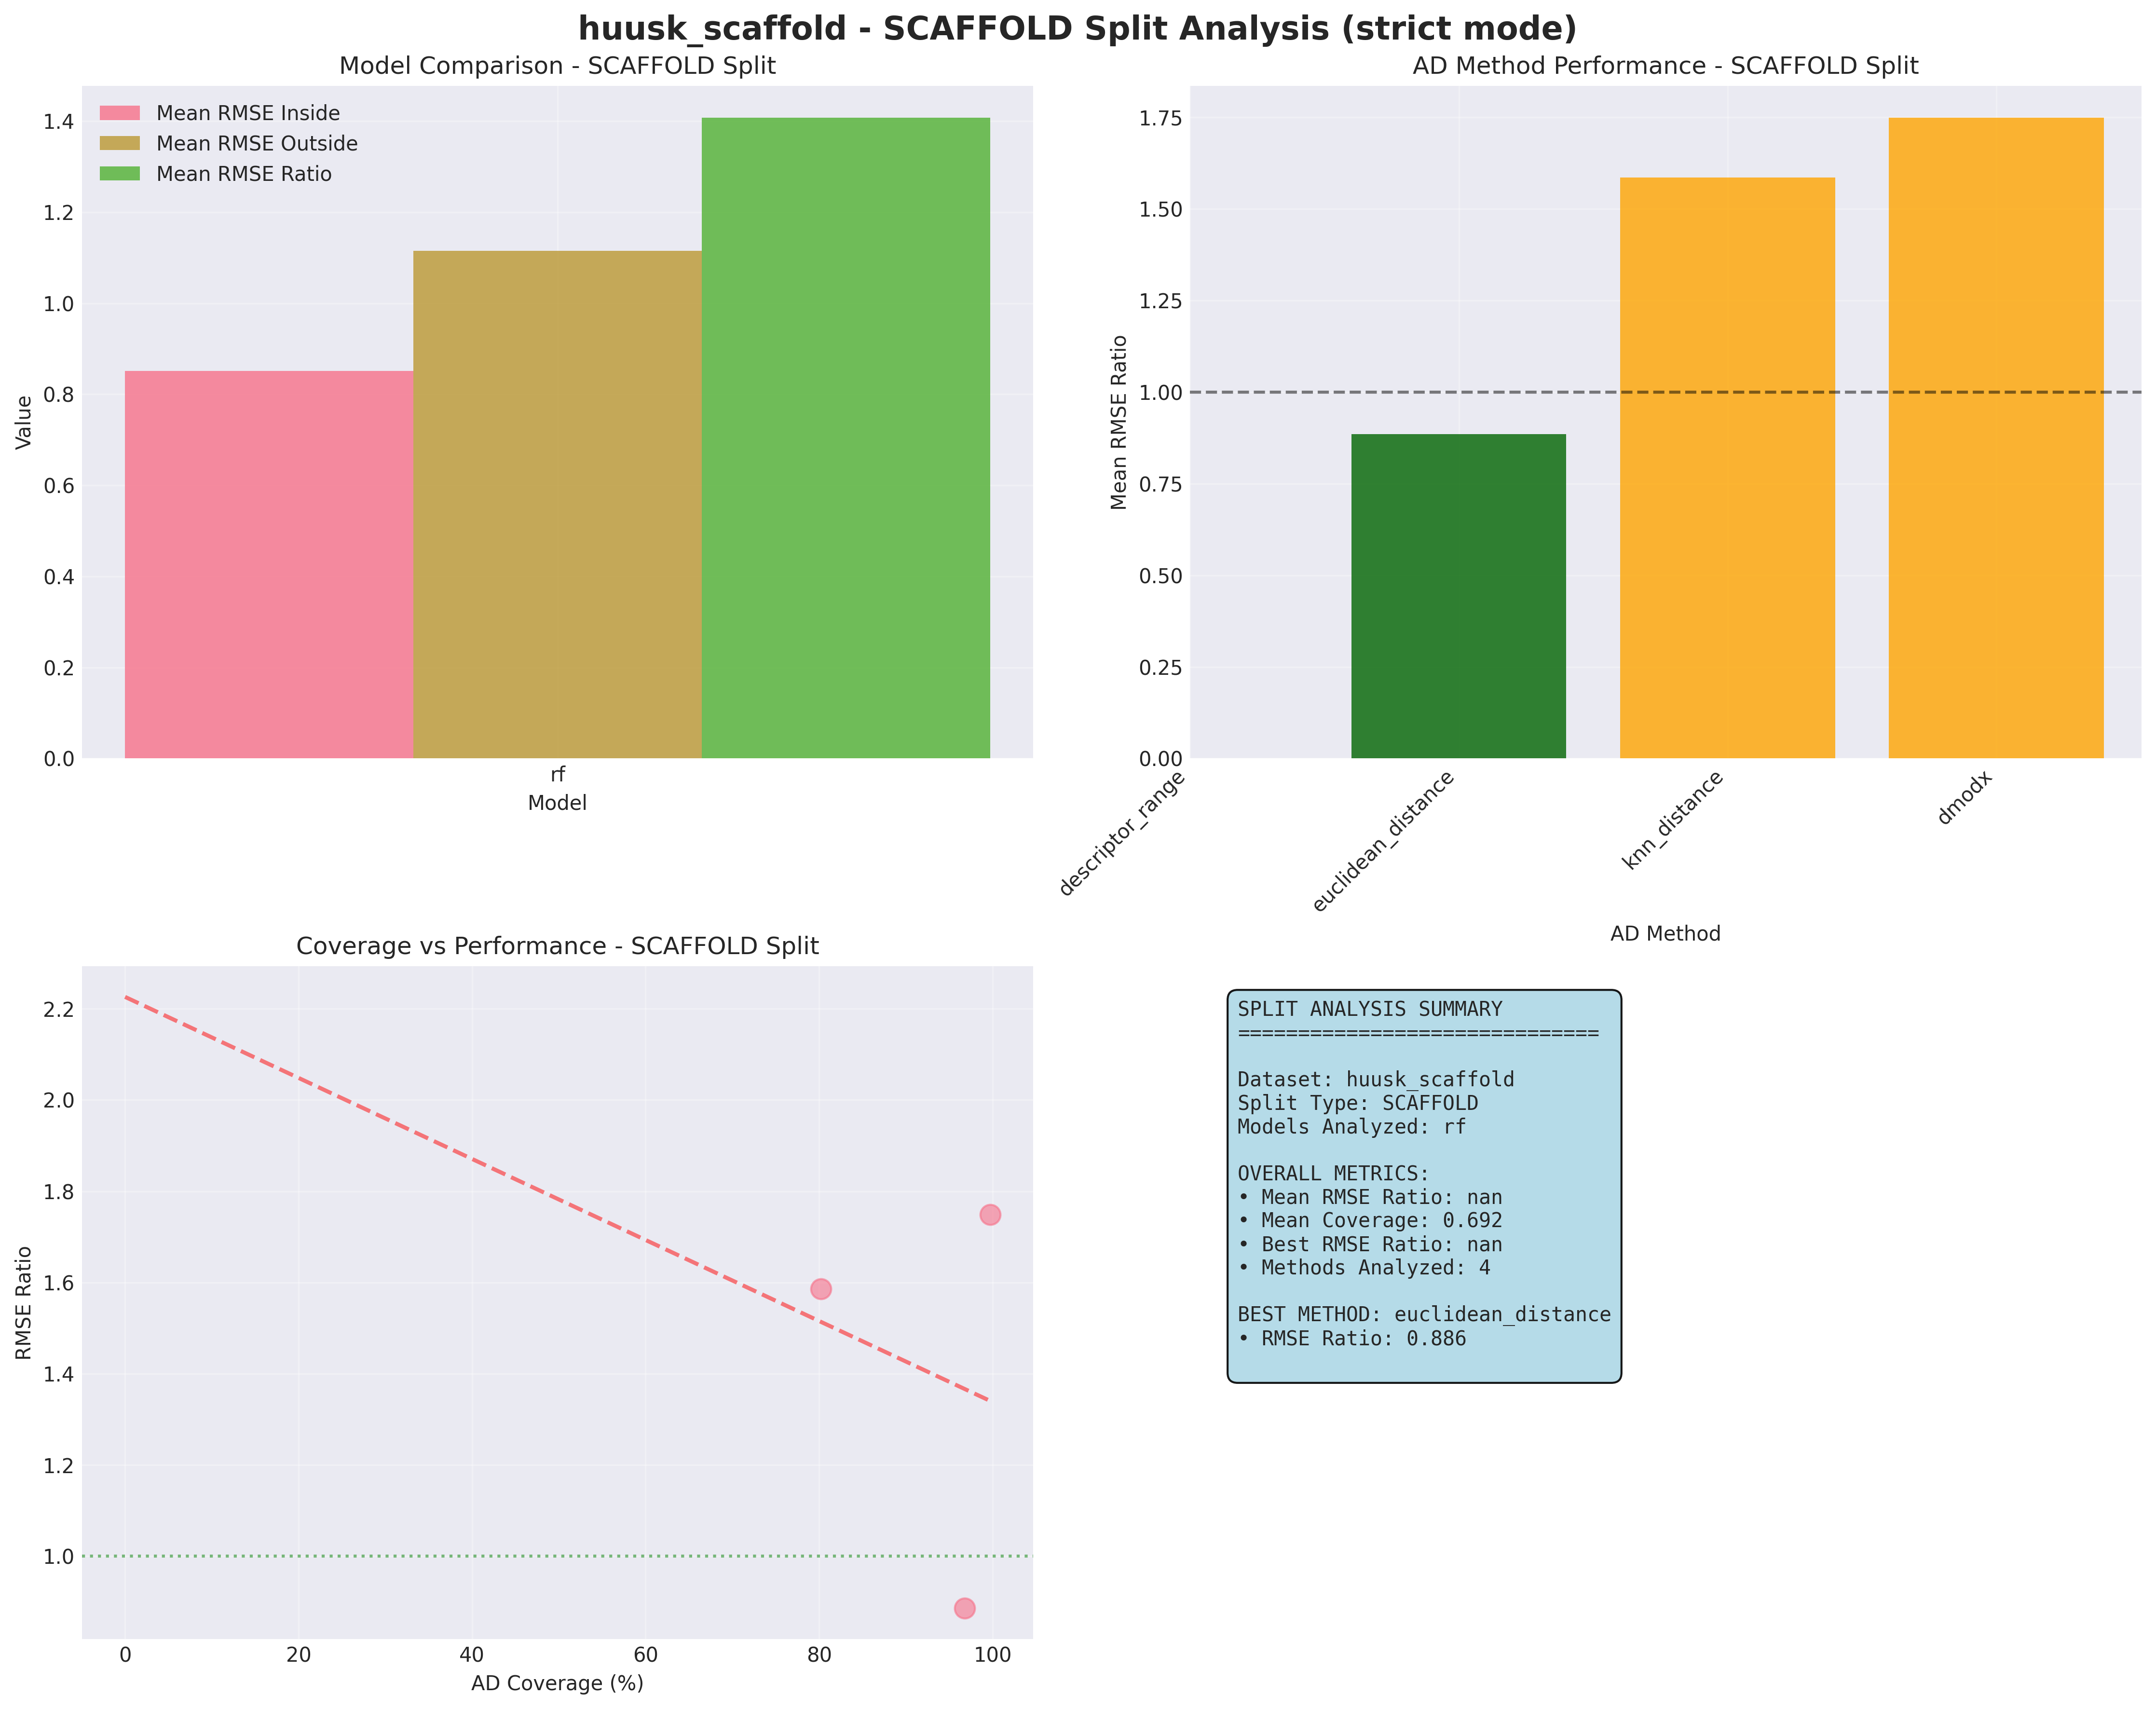 huusk_scaffold - SCAFFOLD Split Analysis (strict mode)
Model Comparison - SCAFFOLD Split
Mean RMSE Inside
Mean RMSE Outside
Mean RMSE Ratio
Value
1.4
1.2
1.0
0.8
0.6
0.4
0.2
0.0
rf
Model
AD Method Performance - SCAFFOLD Split
Mean RMSE Ratio
1.75
1.50
1.25
1.00
0.75
0.50
0.25
0.00
descriptor_range
euclidean_distance
knn_distance
dmodx
AD Method
Coverage vs Performance - SCAFFOLD Split
RMSE Ratio
2.2
2.0
1.8
1.6
1.4
1.2
1.0
0
20
40
60
80
100
AD Coverage (%)
SPLIT ANALYSIS SUMMARY
==============================
Dataset: huusk_scaffold
Split Type: SCAFFOLD
Models Analyzed: rf
OVERALL METRICS:
• Mean RMSE Ratio: nan
• Mean Coverage: 0.692
• Best RMSE Ratio: nan
• Methods Analyzed: 4
BEST METHOD: euclidean_distance
• RMSE Ratio: 0.886